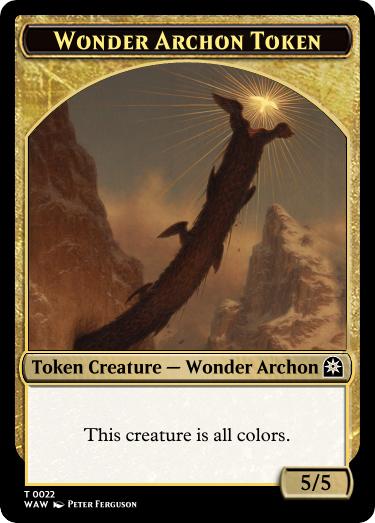 Wonder Archon Token
Token Creature — Wonder Archon
This creature is all colors.
5/5
T 0022
WAW Peter Ferguson